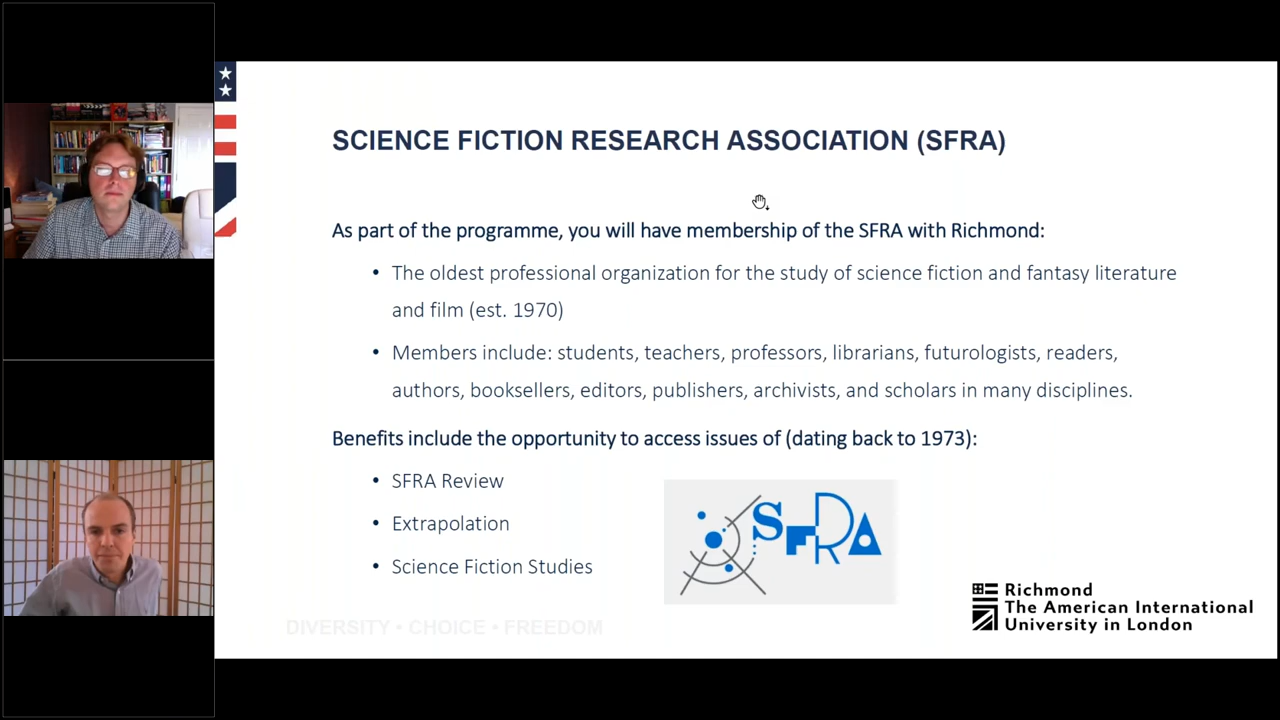 SCIENCE FICTION RESEARCH ASSOCIATION (SFRA)
As part of the programme, you will have membership of the SFRA with Richmond:
• The oldest professional organization for the study of science fiction and fantasy literature
and film (est. 1970)
• Members include: students, teachers, professors, librarians, futurologists, readers,
authors, booksellers, editors, publishers, archivists, and scholars in many disciplines.
Benefits include the opportunity to access issues of (dating back to 1973):
• SFRA Review
• Extrapolation
• Science Fiction Studies
SFRA
Richmond
The American International
University in London
DIVERSITY • CHOICE • FREEDOM